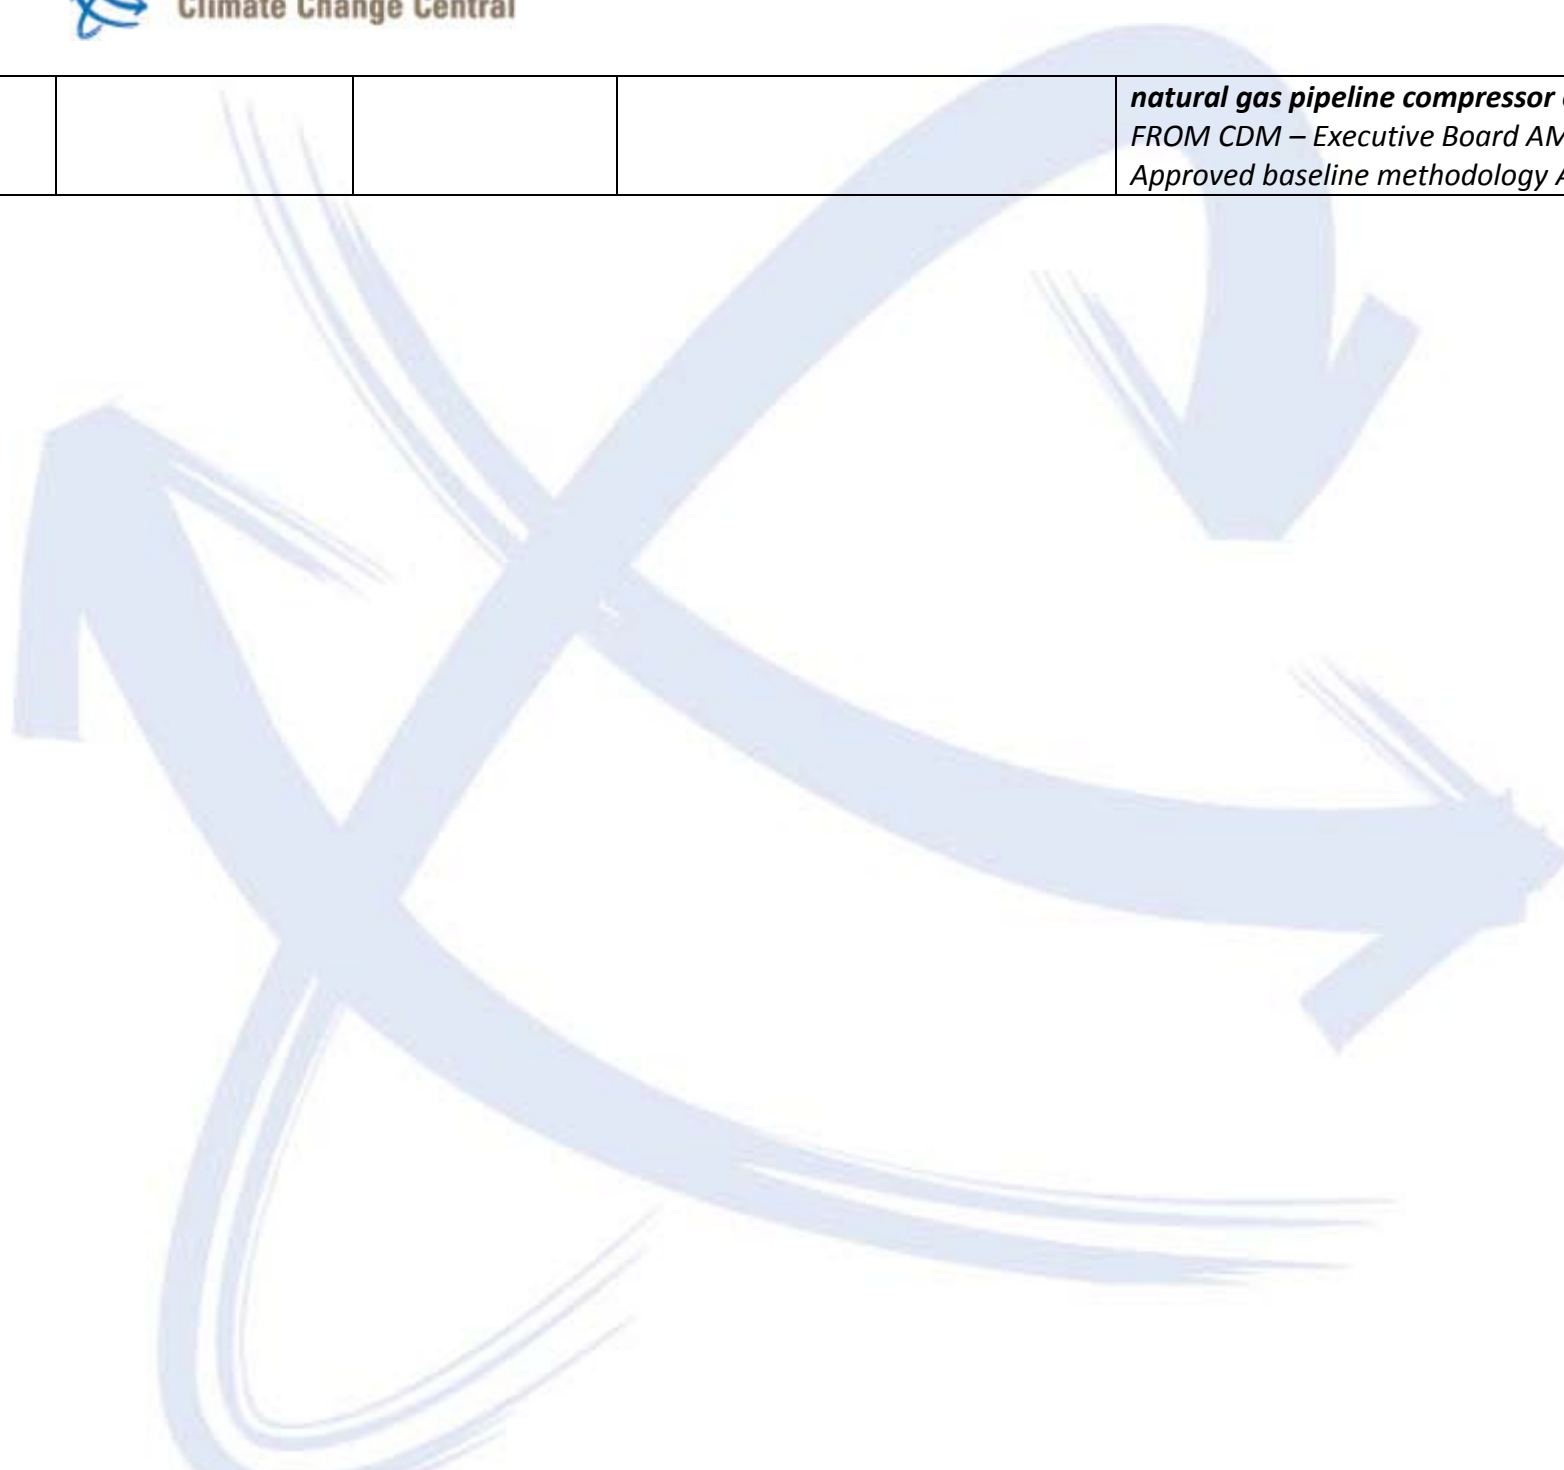 Climate Change Central
natural gas pipeline compressor
FROM CDM – Executive Board AM
Approved baseline methodology A